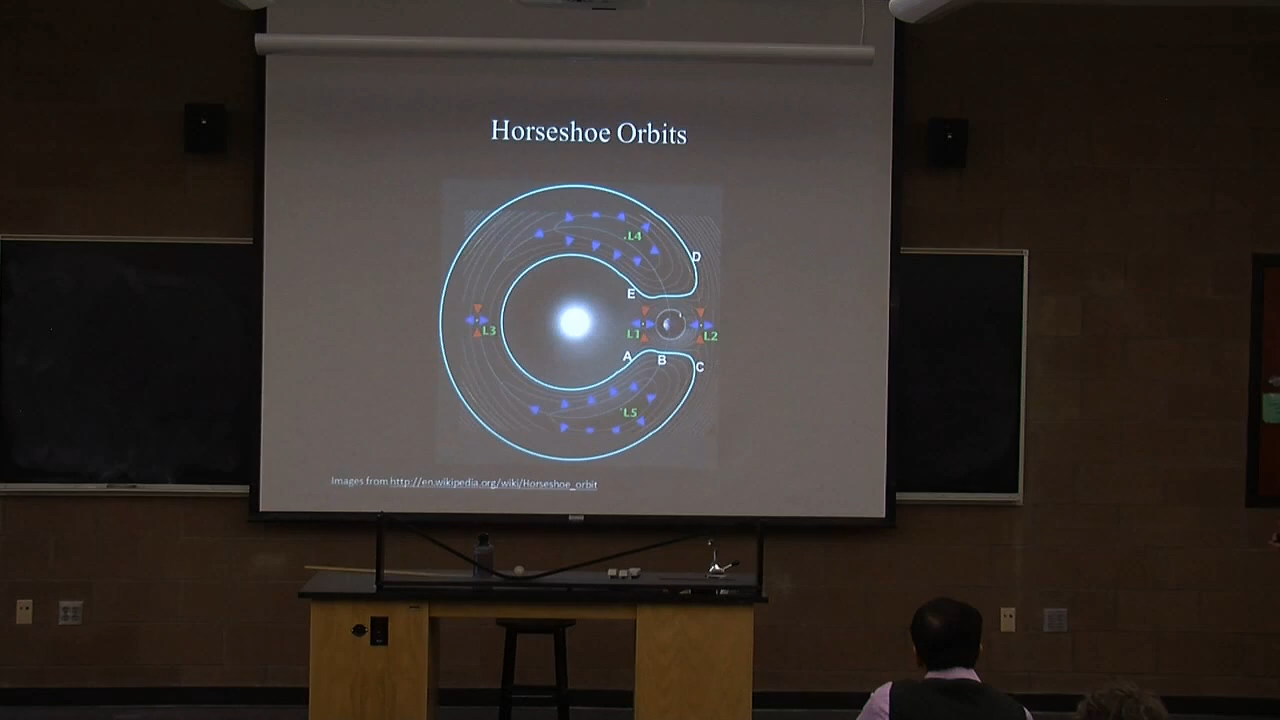 Horseshoe Orbits
L4
D
E
L3
L1
L2
A
B
C
L5
Images from http://en.wikipedia.org/wiki/Horseshoe_orbit